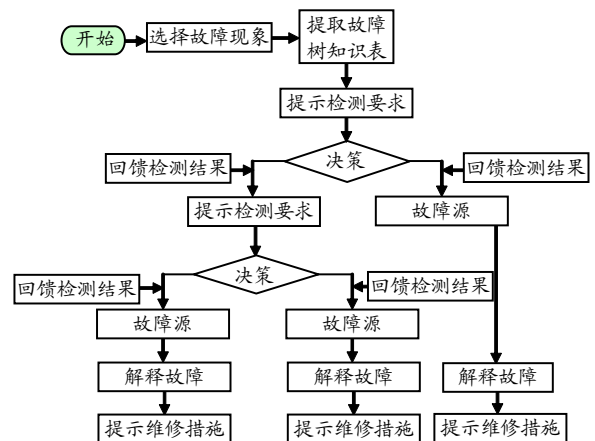 开始
选择故障现象
提取故障
树知识表
提示检测要求
决策
回馈检测结果
回馈检测结果
提示检测要求
故障源
决策
回馈检测结果
回馈检测结果
故障源
故障源
解释故障
解释故障
解释故障
提示维修措施
提示维修措施
提示维修措施